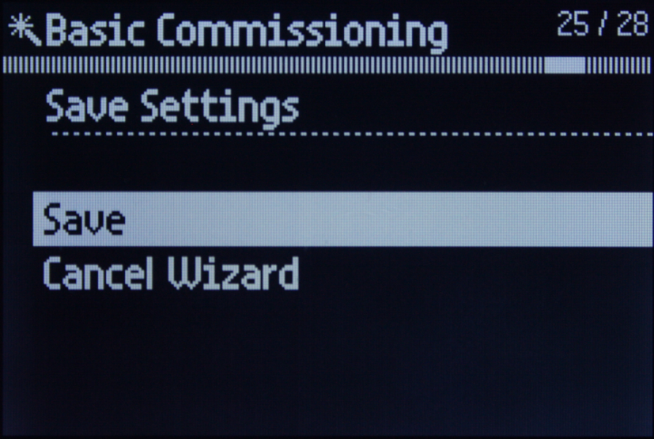 Basic Commissioning 25 / 28
Save Settings
Save
Cancel Wizard